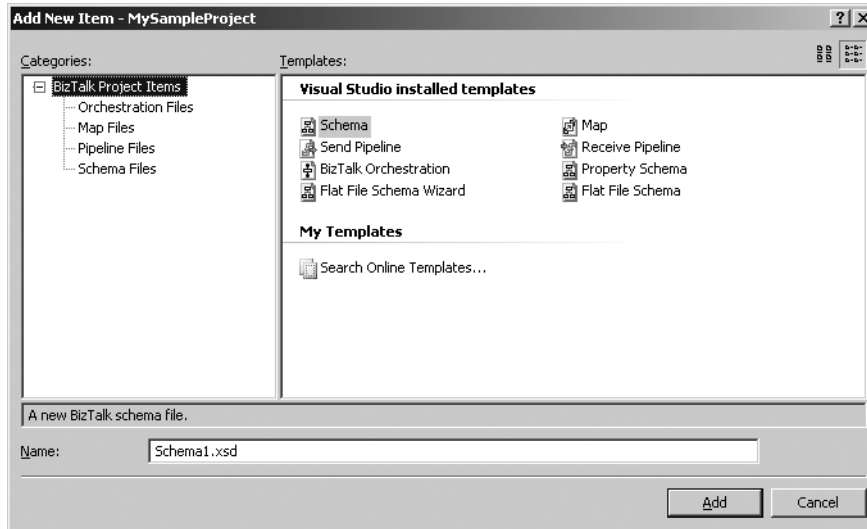 Add New Item - MySampleProject
Categories:
Templates:
BizTalk Project Items
Orchestration Files
Map Files
Pipeline Files
Schema Files
Visual Studio installed templates
Schema
Map
Send Pipeline
Receive Pipeline
BizTalk Orchestration
Property Schema
Flat File Schema Wizard
Flat File Schema
My Templates
Search Online Templates...
A new BizTalk schema file.
Name:
Schema1.xsd
Add
Cancel